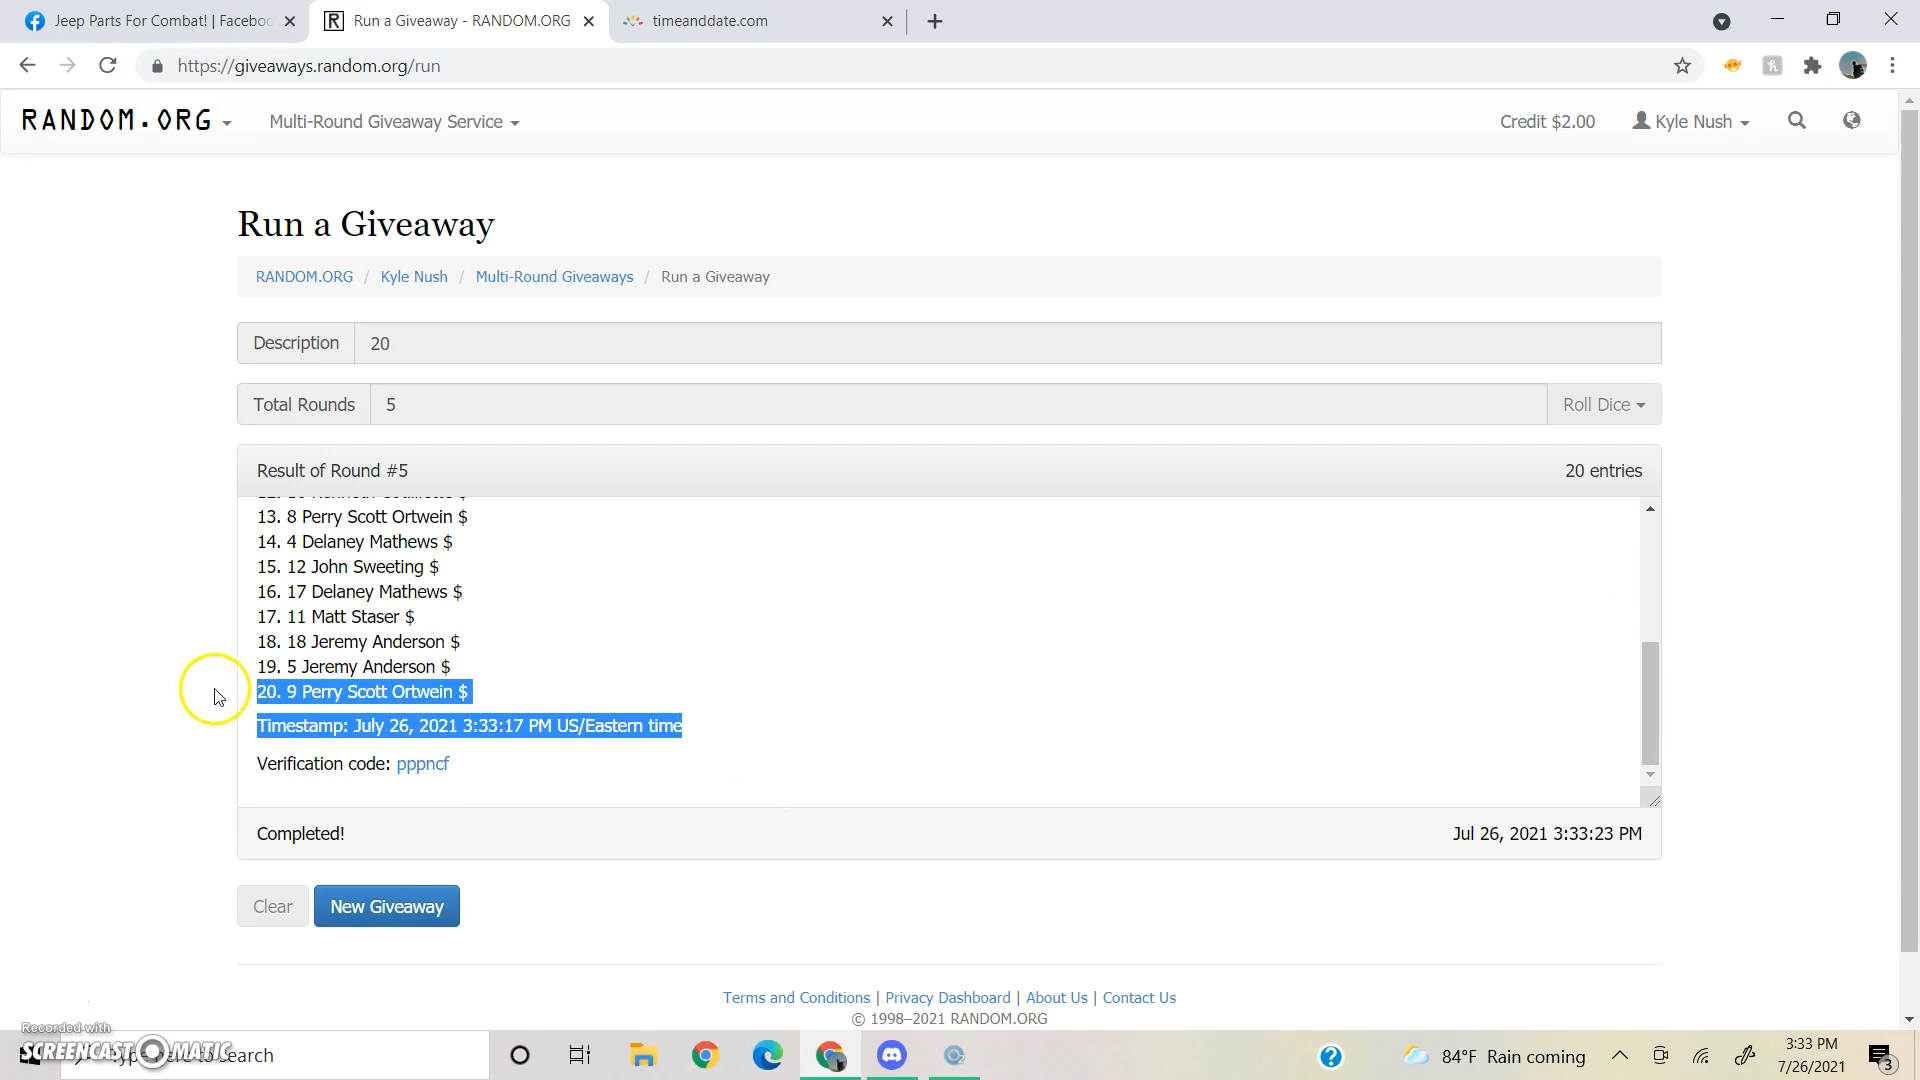 Jeep Parts For Combat! | Faceboo
Run a Giveaway - RANDOM.ORG
timeanddate.com
https://giveaways.random.org/run
RANDOM.ORG
Multi-Round Giveaway Service
Credit $2.00
Kyle Nush
Run a Giveaway
RANDOM.ORG / Kyle Nush / Multi-Round Giveaways / Run a Giveaway
Description 20
Total Rounds 5 Roll Dice
Result of Round #5 20 entries
13. 8 Perry Scott Ortwein $
14. 4 Delaney Mathews $
15. 12 John Sweeting $
16. 17 Delaney Mathews $
17. 11 Matt Staser $
18. 18 Jeremy Anderson $
19. 5 Jeremy Anderson $
20. 9 Perry Scott Ortwein $
Timestamp: July 26, 2021 3:33:17 PM US/Eastern time
Verification code: pppncf
Completed! Jul 26, 2021 3:33:23 PM
Clear New Giveaway
Terms and Conditions | Privacy Dashboard | About Us | Contact Us
© 1998–2021 RANDOM.ORG
Recorded with
SCREENCAST-O-MATIC
Type here to search
84°F Rain coming
3:33 PM
7/26/2021
3